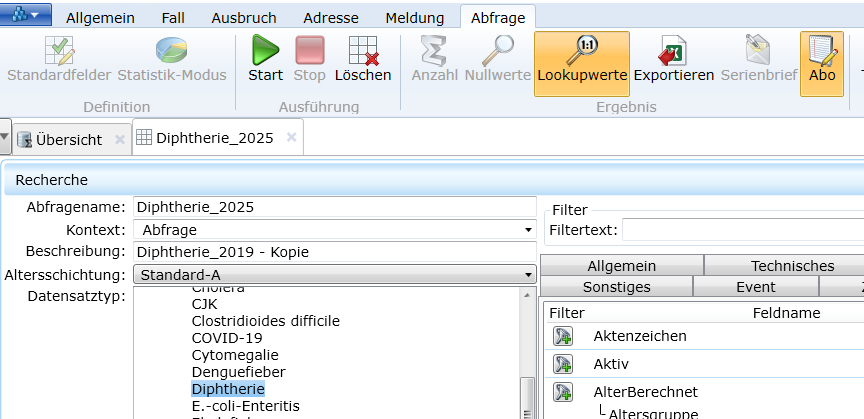 Allgemein Fall Ausbruch Adresse Meldung Abfrage
Standardfelder Statistik-Modus Start Stop Löschen Anzahl Nullwerte Lookupwerte Exportieren Serienbrief Abo
Definition Ausführung Ergebnis
Übersicht Diphtherie_2025
Recherche
Abfragename: Diphtherie_2025
Kontext: Abfrage
Beschreibung: Diphtherie_2019 - Kopie
Altersschichtung: Standard-A
Datensatztyp:
Cholera
CJK
Clostridioides difficile
COVID-19
Cytomegalie
Denguefieber
Diphtherie
E.-coli-Enteritis
Filter
Filtertext:
Allgemein Technisches
Sonstiges Event
Filter Feldname
Aktenzeichen
Aktiv
AlterBerechnet
Altersgruppe